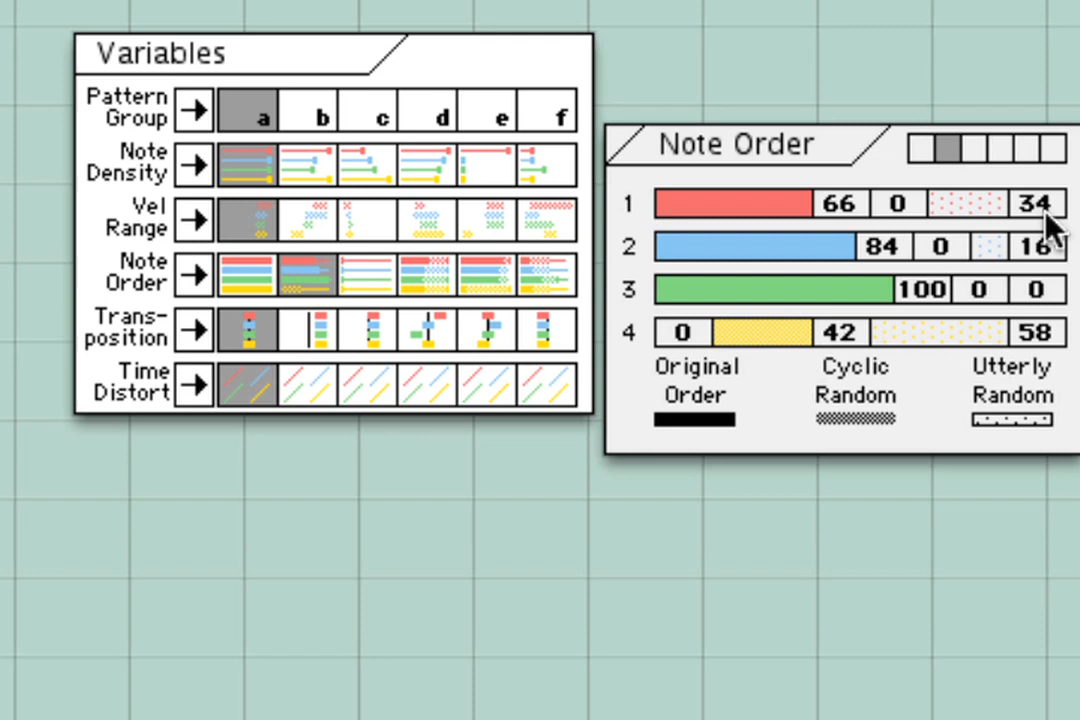 Variables
Pattern
Group
a b c d e f
Note
Density
Vel
Range
Note
Order
Trans-
position
Time
Distort
Note Order
1 66 0 34
2 84 0 16
3 100 0 0
4 0 42 58
Original
Order
Cyclic
Random
Utterly
Random